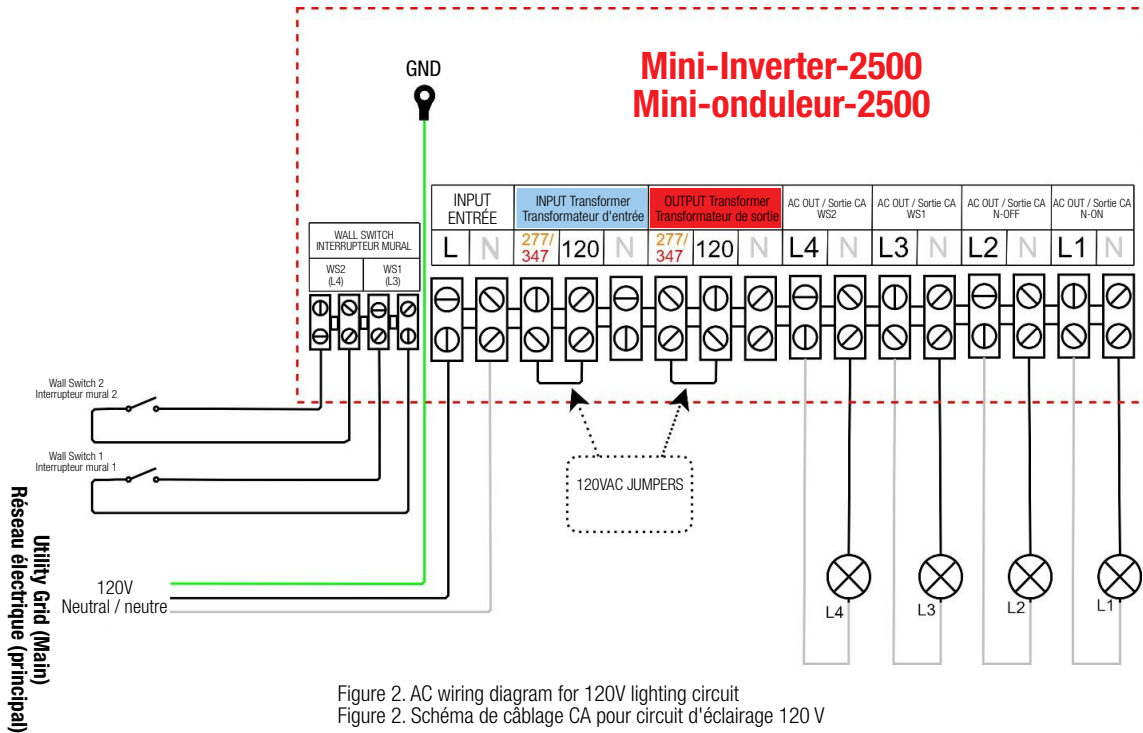 Mini-Inverter-2500
Mini-onduleur-2500
GND
INPUT
ENTRÉE
INPUT Transformer
Transformateur d'entrée
OUTPUT Transformer
Transformateur de sortie
AC OUT / Sortie CA
WS2
AC OUT / Sortie CA
WS1
AC OUT / Sortie CA
N-OFF
AC OUT / Sortie CA
N-ON
L
N
277/
347
120
N
277/
347
120
N
L4
N
L3
N
L2
N
L1
N
WALL SWITCH
INTERRUPTEUR MURAL
WS2
(L4)
WS1
(L3)
Wall Switch 2
Interrupteur mural 2
Wall Switch 1
Interrupteur mural 1
120VAC JUMPERS
Utility Grid (Main)
Réseau électrique (principal)
120V
Neutral / neutre
L4
L3
L2
L1
Figure 2. AC wiring diagram for 120V lighting circuit
Figure 2. Schéma de câblage CA pour circuit d'éclairage 120 V